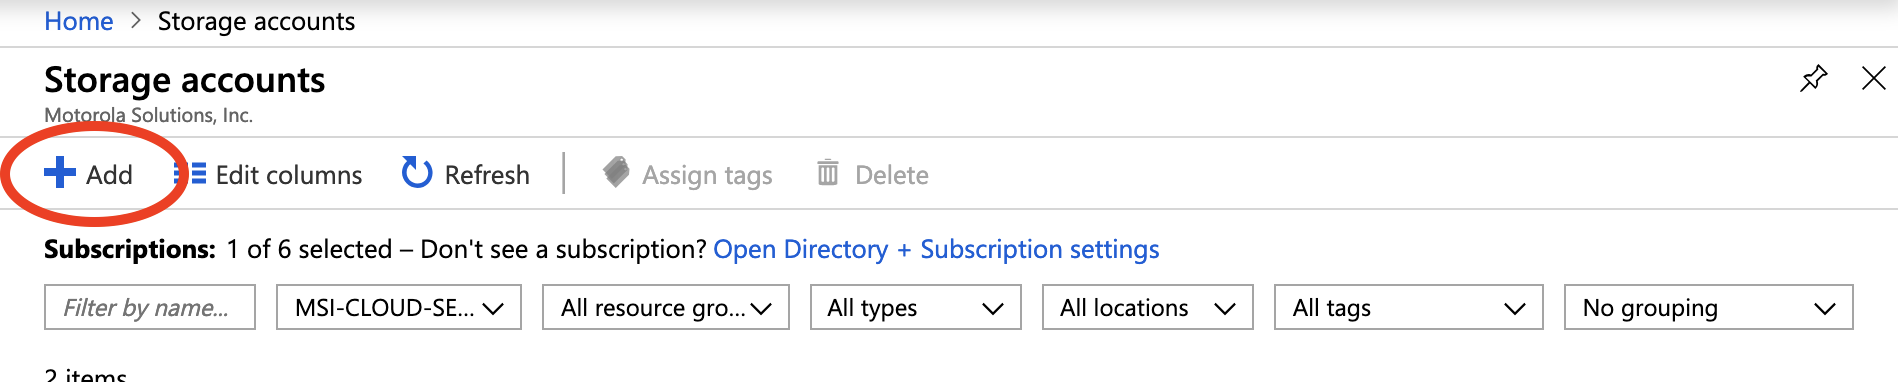 Home > Storage accounts
Storage accounts
Motorola Solutions, Inc.
Add Edit columns Refresh Assign tags Delete
Subscriptions: 1 of 6 selected – Don't see a subscription? Open Directory + Subscription settings
Filter by name... MSI-CLOUD-SE... All resource gro... All types All locations All tags No grouping
2 items